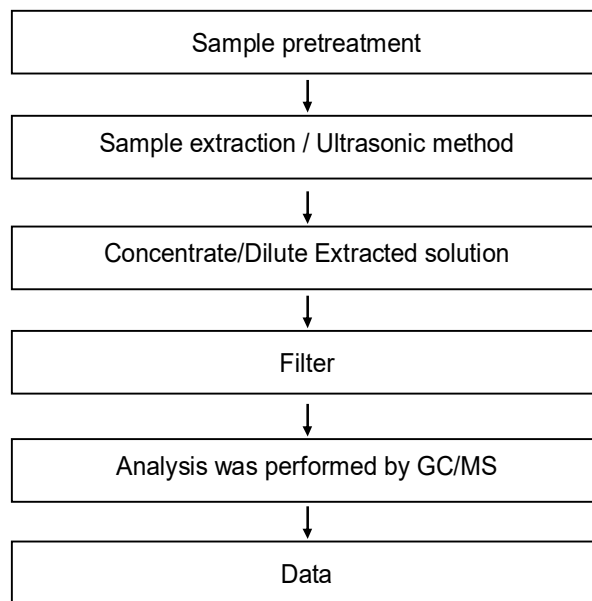 Sample pretreatment
Sample extraction / Ultrasonic method
Concentrate/Dilute Extracted solution
Filter
Analysis was performed by GC/MS
Data